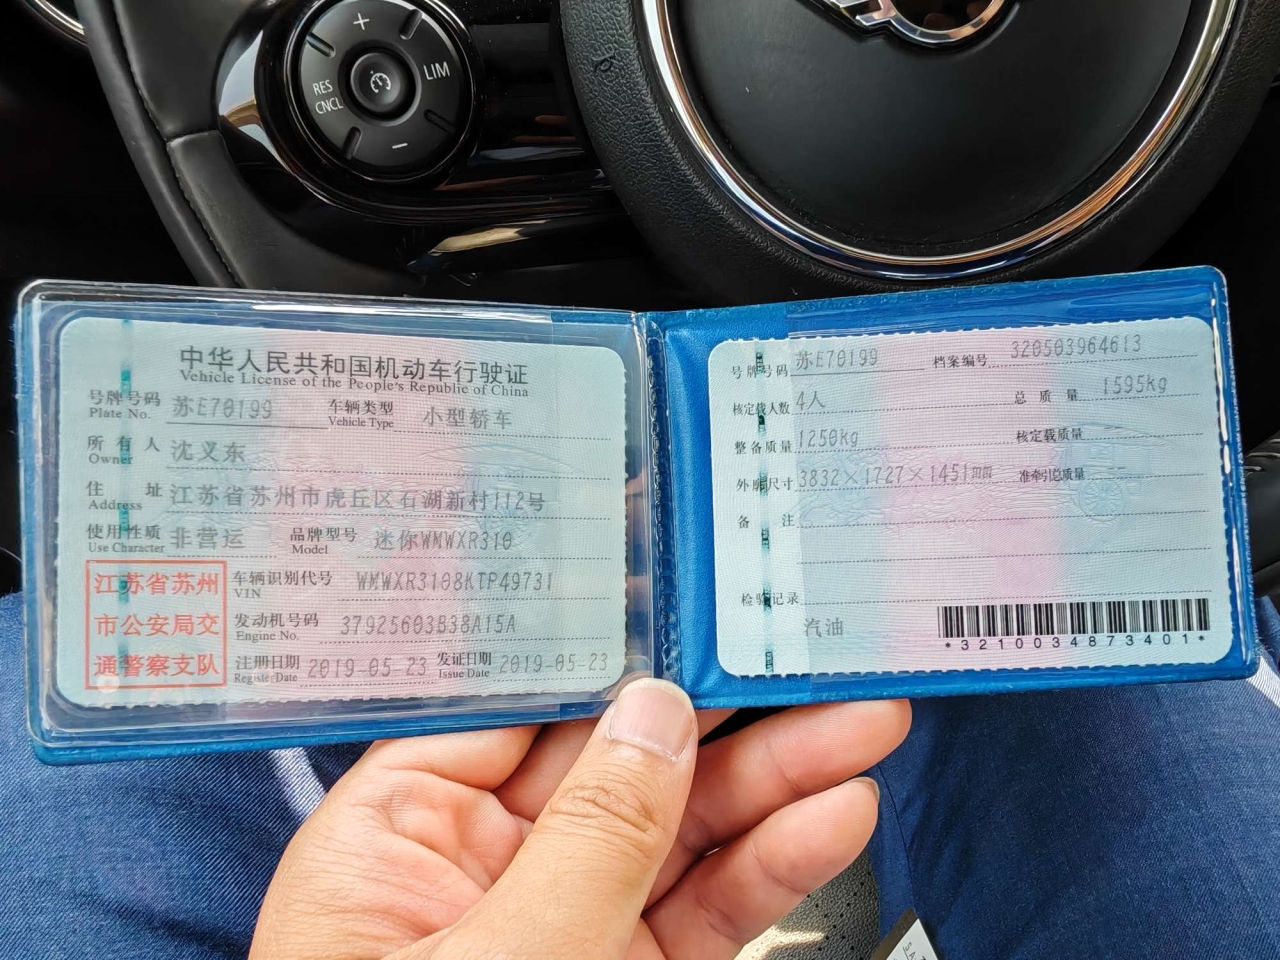 +
RES
CNCL
LIM
−
中华人民共和国机动车行驶证
Vehicle License of the People's Republic of China
号牌号码 苏E70199 车辆类型 小型轿车
Plate No. Vehicle Type
所有人 沈义东
Owner
住址 江苏省苏州市虎丘区石湖新村112号
Address
使用性质 非营运 品牌型号 迷你WMWXR310
Use Character Model
江苏省苏州
市公安局交
通警察支队
车辆识别代号 WMWXR3108KTP49731
VIN
发动机号码 37925603B38A15A
Engine No.
注册日期 2019-05-23 发证日期 2019-05-23
Register Date Issue Date
号牌号码 苏E70199 档案编号 320503964613
核定载人数 4人 总质量 1595kg
整备质量 1250kg 核定载质量 --
外廓尺寸 3832×1727×1451mm 准牵引总质量 --
备注
检验记录
汽油
*3210034873401*